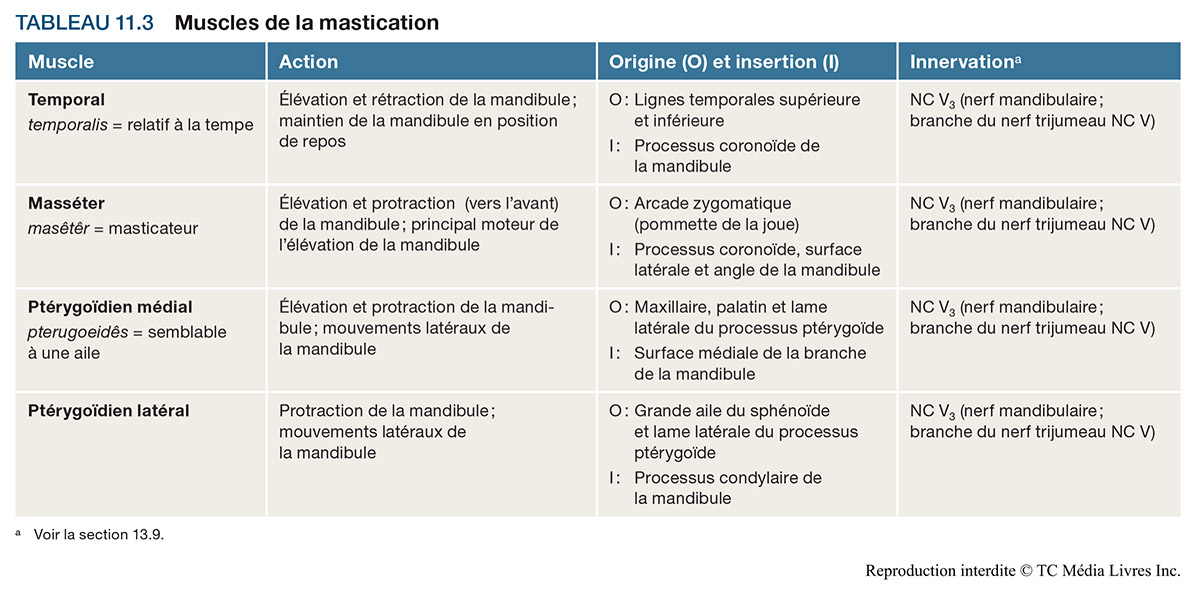 TABLEAU 11.3 Muscles de la mastication
Muscle
Action
Origine (O) et insertion (I)
Innervationᵃ
Temporal
temporalis = relatif à la tempe
Élévation et rétraction de la mandibule ;
maintien de la mandibule en position
de repos
O : Lignes temporales supérieure
et inférieure
I : Processus coronoïde de
la mandibule
NC V₃ (nerf mandibulaire ;
branche du nerf trijumeau NC V)
Masséter
masêtêr = masticateur
Élévation et protraction (vers l’avant)
de la mandibule ; principal moteur de
l’élévation de la mandibule
O : Arcade zygomatique
(pommette de la joue)
I : Processus coronoïde, surface
latérale et angle de la mandibule
NC V₃ (nerf mandibulaire ;
branche du nerf trijumeau NC V)
Ptérygoïdien médial
pterugoeidês = semblable
à une aile
Élévation et protraction de la mandi-
bule ; mouvements latéraux de
la mandibule
O : Maxillaire, palatin et lame
latérale du processus ptérygoïde
I : Surface médiale de la branche
de la mandibule
NC V₃ (nerf mandibulaire ;
branche du nerf trijumeau NC V)
Ptérygoïdien latéral
Protraction de la mandibule ;
mouvements latéraux de
la mandibule
O : Grande aile du sphénoïde
et lame latérale du processus
ptérygoïde
I : Processus condylaire de
la mandibule
NC V₃ (nerf mandibulaire ;
branche du nerf trijumeau NC V)
ᵃ Voir la section 13.9.
Reproduction interdite © TC Média Livres Inc.